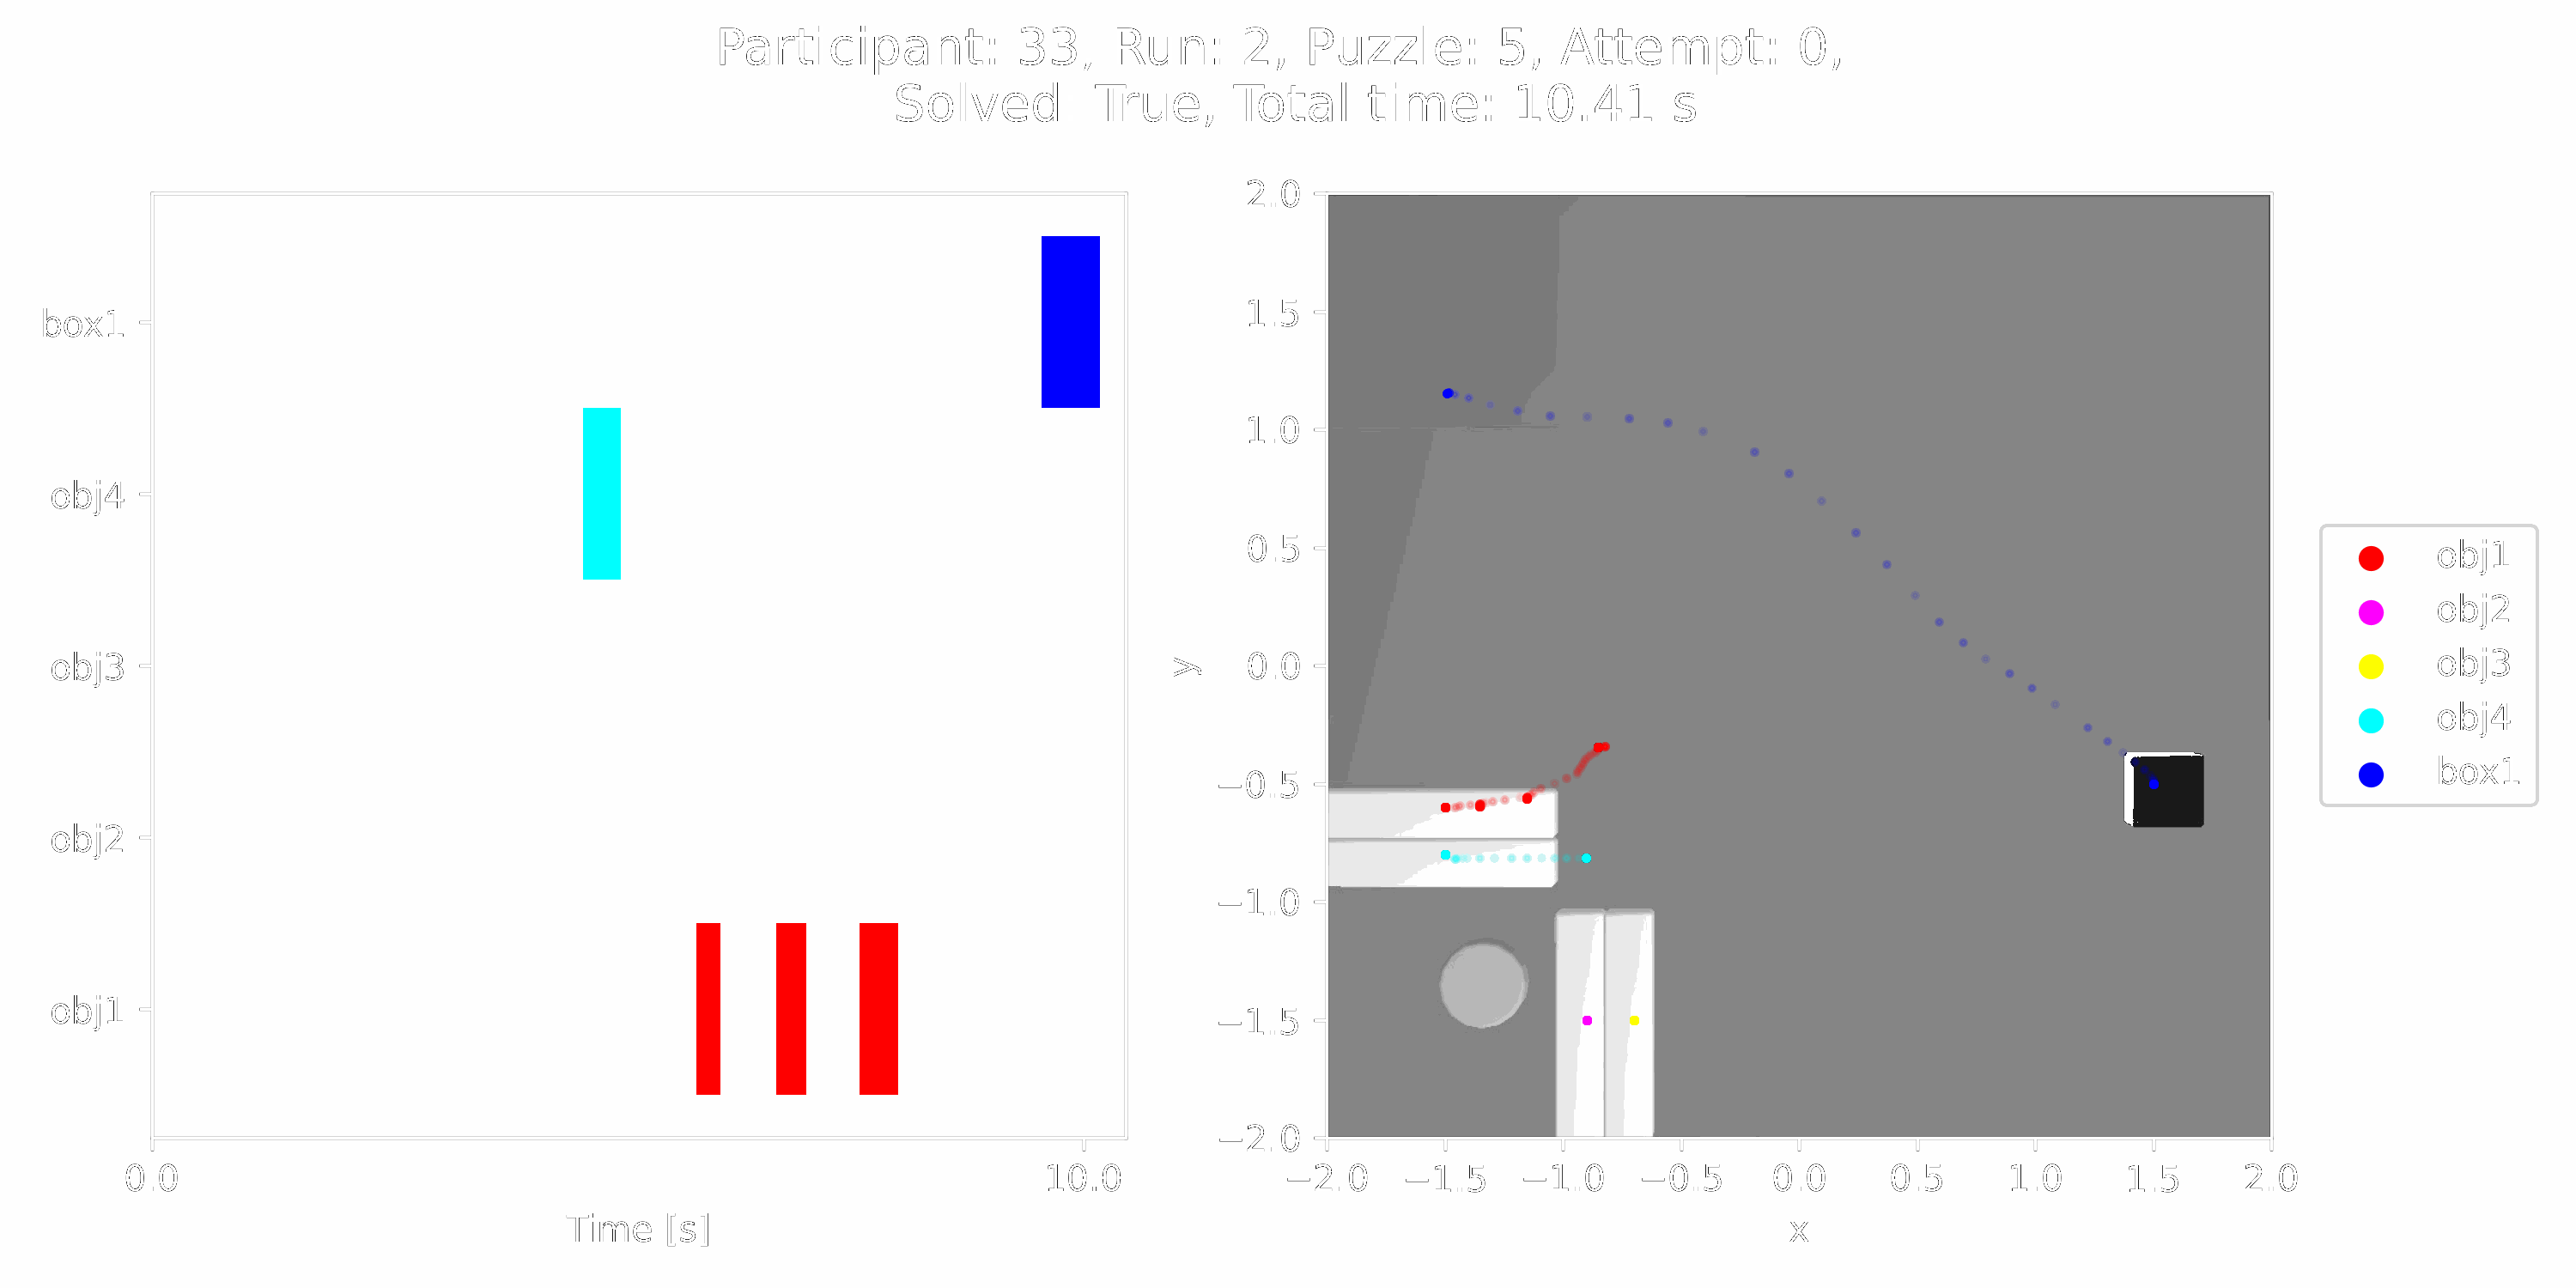 Participant: 33, Run: 2, Puzzle: 5, Attempt: 0,
Solved True, Total time: 10.41 s
box1
obj4
obj3
obj2
obj1
0.0
10.0
Time [s]
2.0
1.5
1.0
0.5
0.0
−0.5
−1.0
−1.5
−2.0
y
−2.0
−1.5
−1.0
−0.5
0.0
0.5
1.0
1.5
2.0
x
obj1
obj2
obj3
obj4
box1